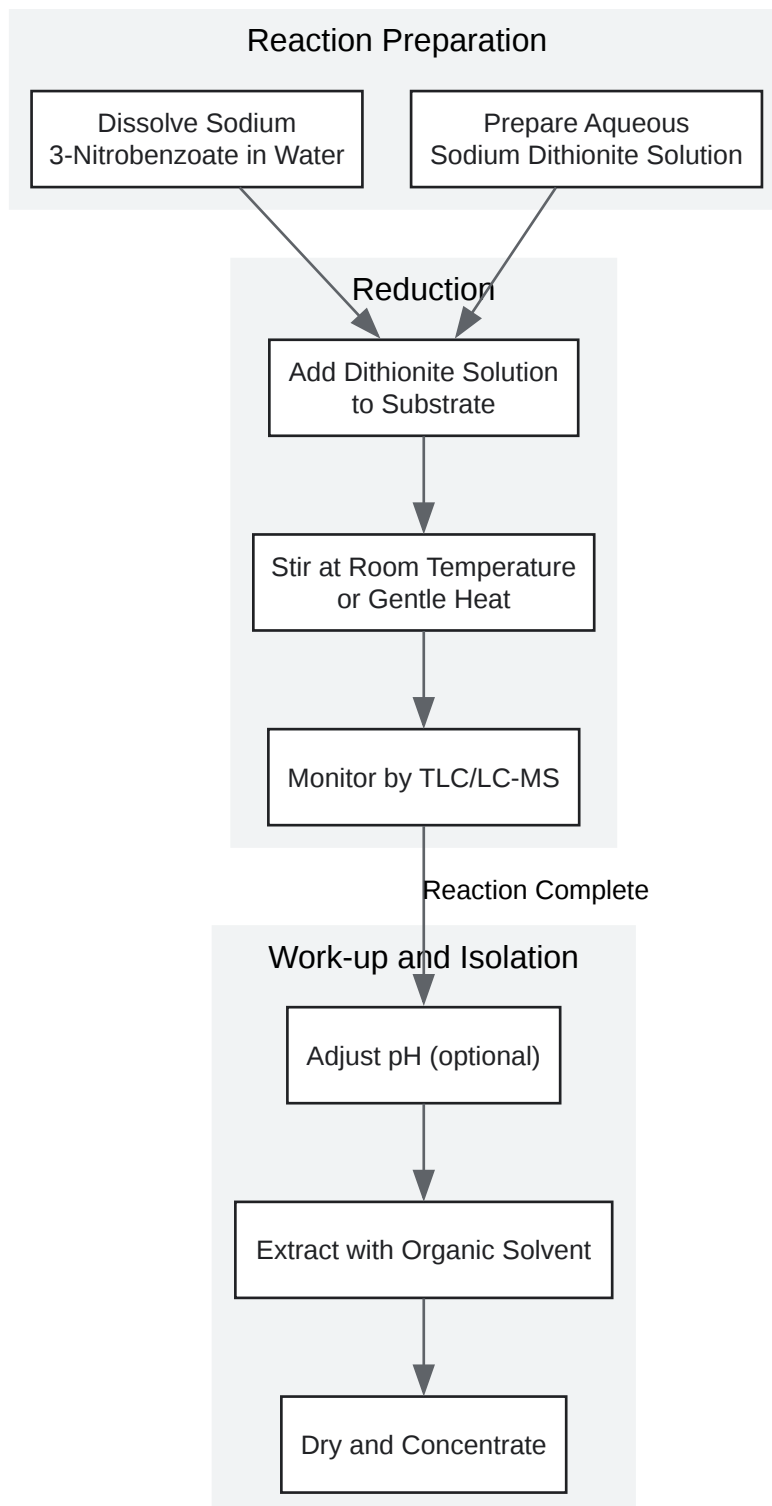 Reaction Preparation
Dissolve Sodium
3-Nitrobenzoate in Water
Prepare Aqueous
Sodium Dithionite Solution
Reduction
Add Dithionite Solution
to Substrate
Stir at Room Temperature
or Gentle Heat
Monitor by TLC/LC-MS
Reaction Complete
Work-up and Isolation
Adjust pH (optional)
Extract with Organic Solvent
Dry and Concentrate